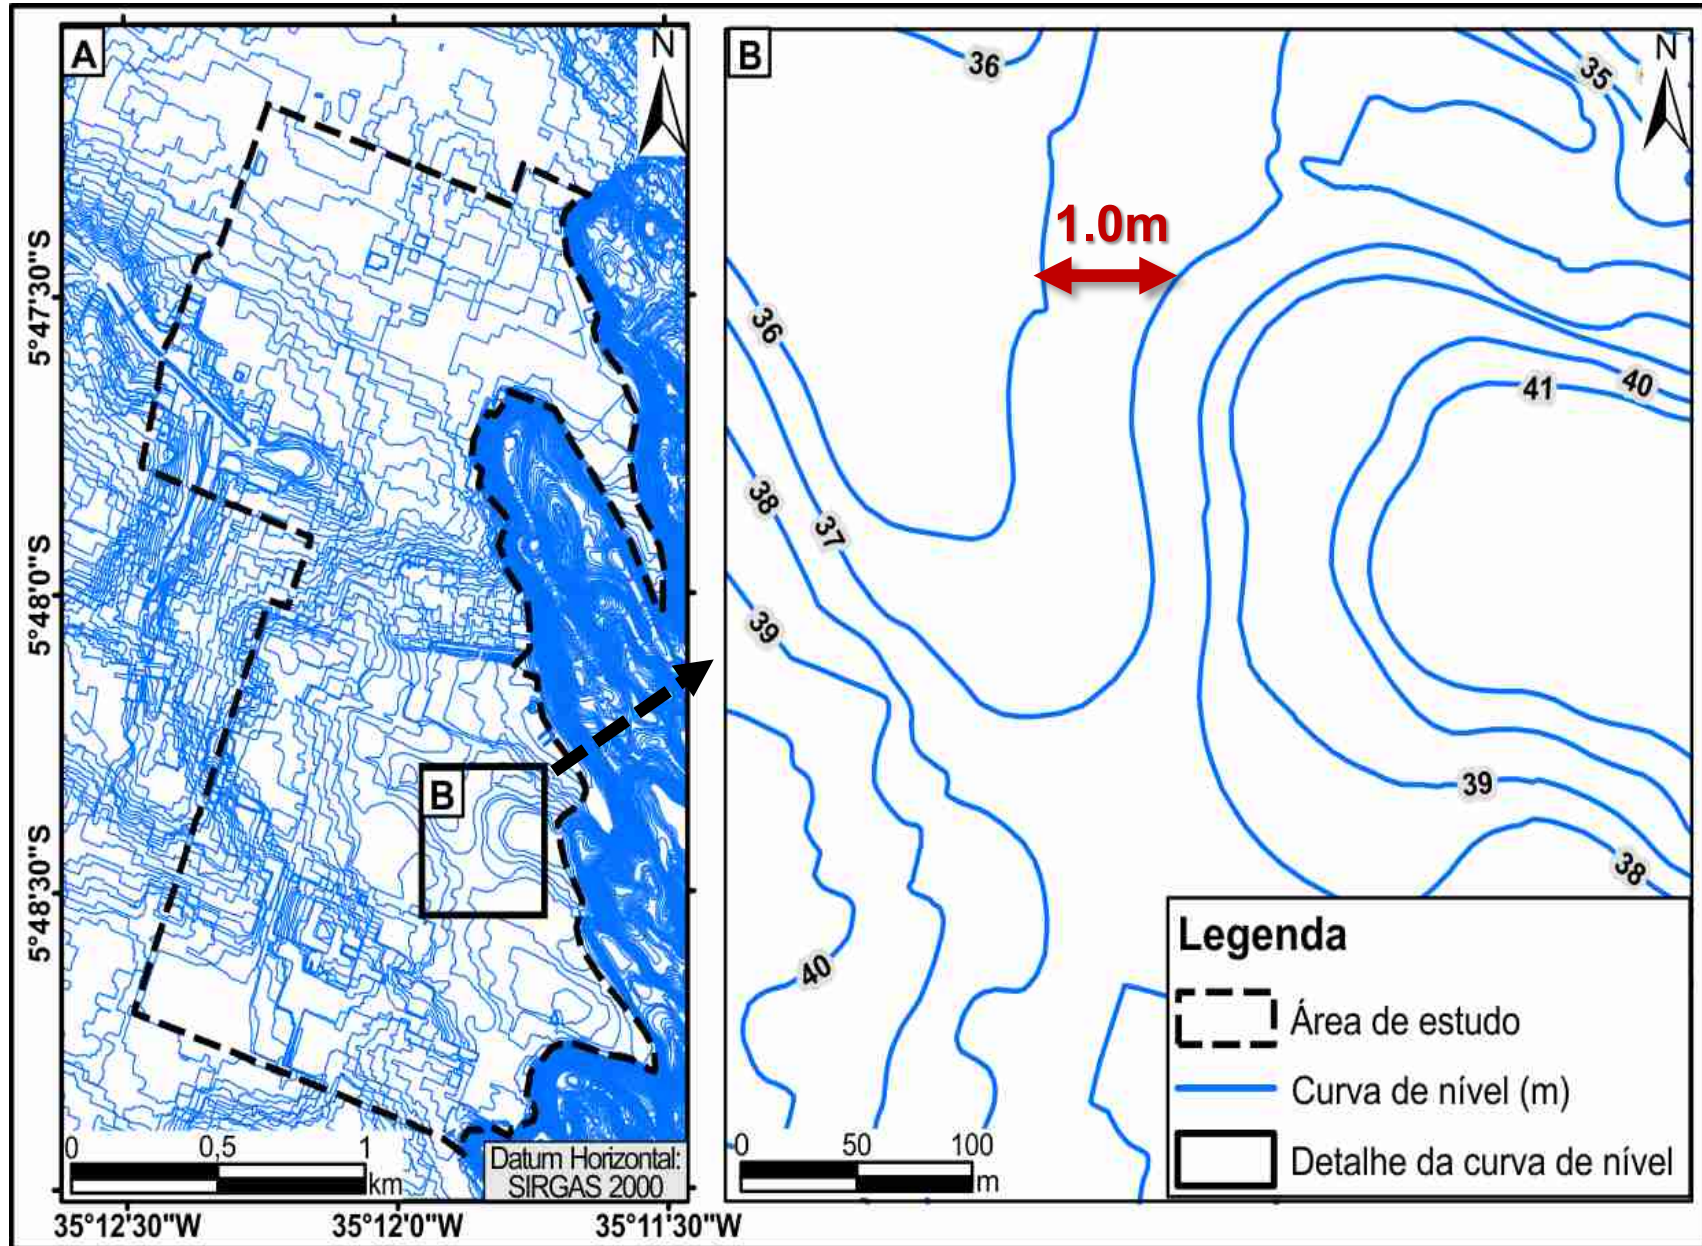 A
N
5°47'30"S
5°48'0"S
5°48'30"S
B
0 0,5 1
km
Datum Horizontal:
SIRGAS 2000
35°12'30"W 35°12'0"W 35°11'30"W
B
N
36
35
1.0m
36
40
41
38
37
39
39
38
40
0 50 100
m
Legenda
Área de estudo
Curva de nível (m)
Detalhe da curva de nível